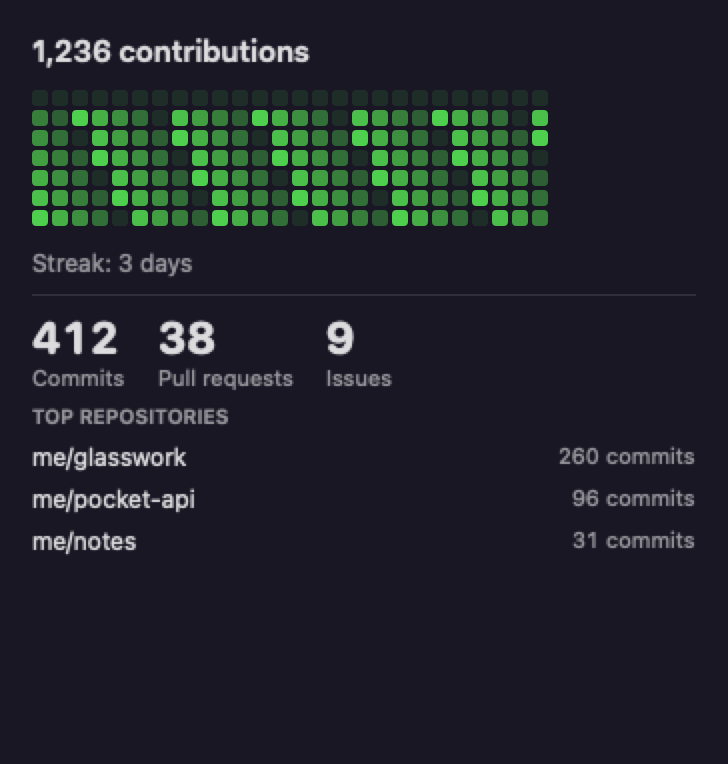 1,236 contributions
Streak: 3 days
412 38 9
Commits Pull requests Issues
TOP REPOSITORIES
me/glasswork 260 commits
me/pocket-api 96 commits
me/notes 31 commits